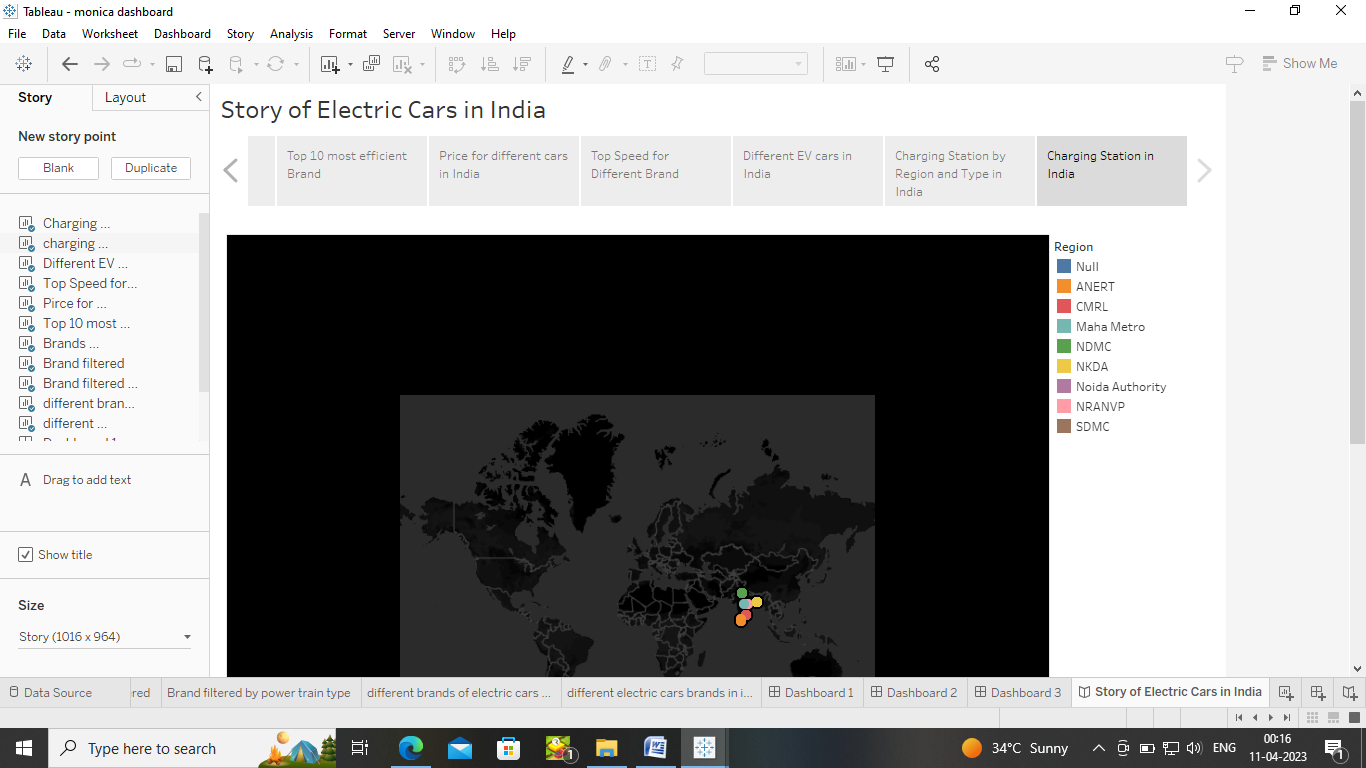 Tableau - monica dashboard
File Data Worksheet Dashboard Story Analysis Format Server Window Help
Show Me
Story Layout
New story point
Blank Duplicate
Charging ...
charging ...
Different EV ...
Top Speed for...
Pirce for ...
Top 10 most ...
Brands ...
Brand filtered
Brand filtered ...
different bran...
different ...
A Drag to add text
Show title
Size
Story (1016 x 964)
Story of Electric Cars in India
Top 10 most efficient
Brand
Price for different cars
in India
Top Speed for
Different Brand
Different EV cars in
India
Charging Station by
Region and Type in
India
Charging Station in
India
Region
Null
ANERT
CMRL
Maha Metro
NDMC
NKDA
Noida Authority
NRANVP
SDMC
Data Source
red
Brand filtered by power train type
different brands of electric cars ...
different electric cars brands in i...
Dashboard 1
Dashboard 2
Dashboard 3
Story of Electric Cars in India
Type here to search
1
34°C Sunny
ENG
00:16
11-04-2023
1